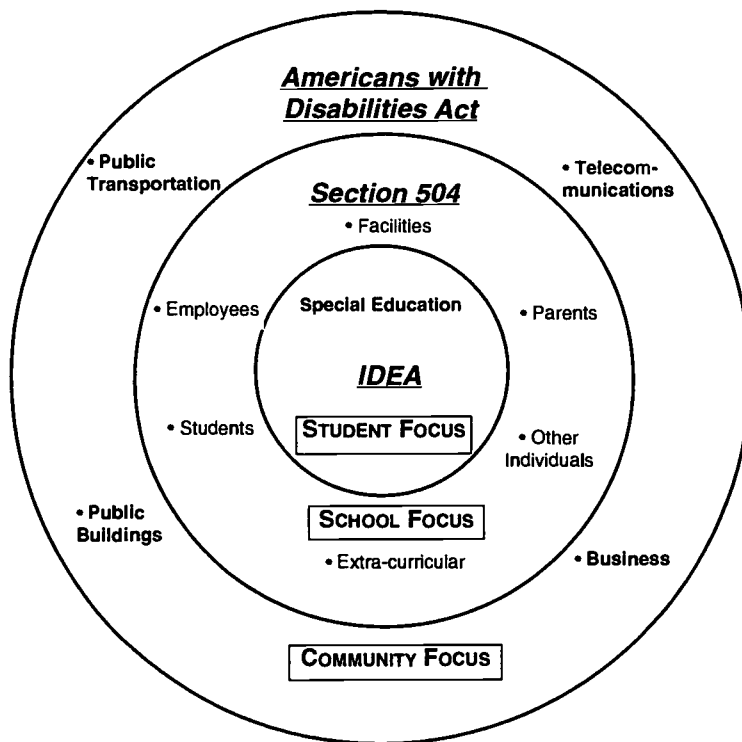 Americans with
Disabilities Act
• Public
Transportation
• Telecom-
munications
Section 504
• Facilities
• Employees
Special Education
• Parents
IDEA
• Students
STUDENT FOCUS
• Other
Individuals
• Public
Buildings
SCHOOL FOCUS
• Extra-curricular
• Business
COMMUNITY FOCUS